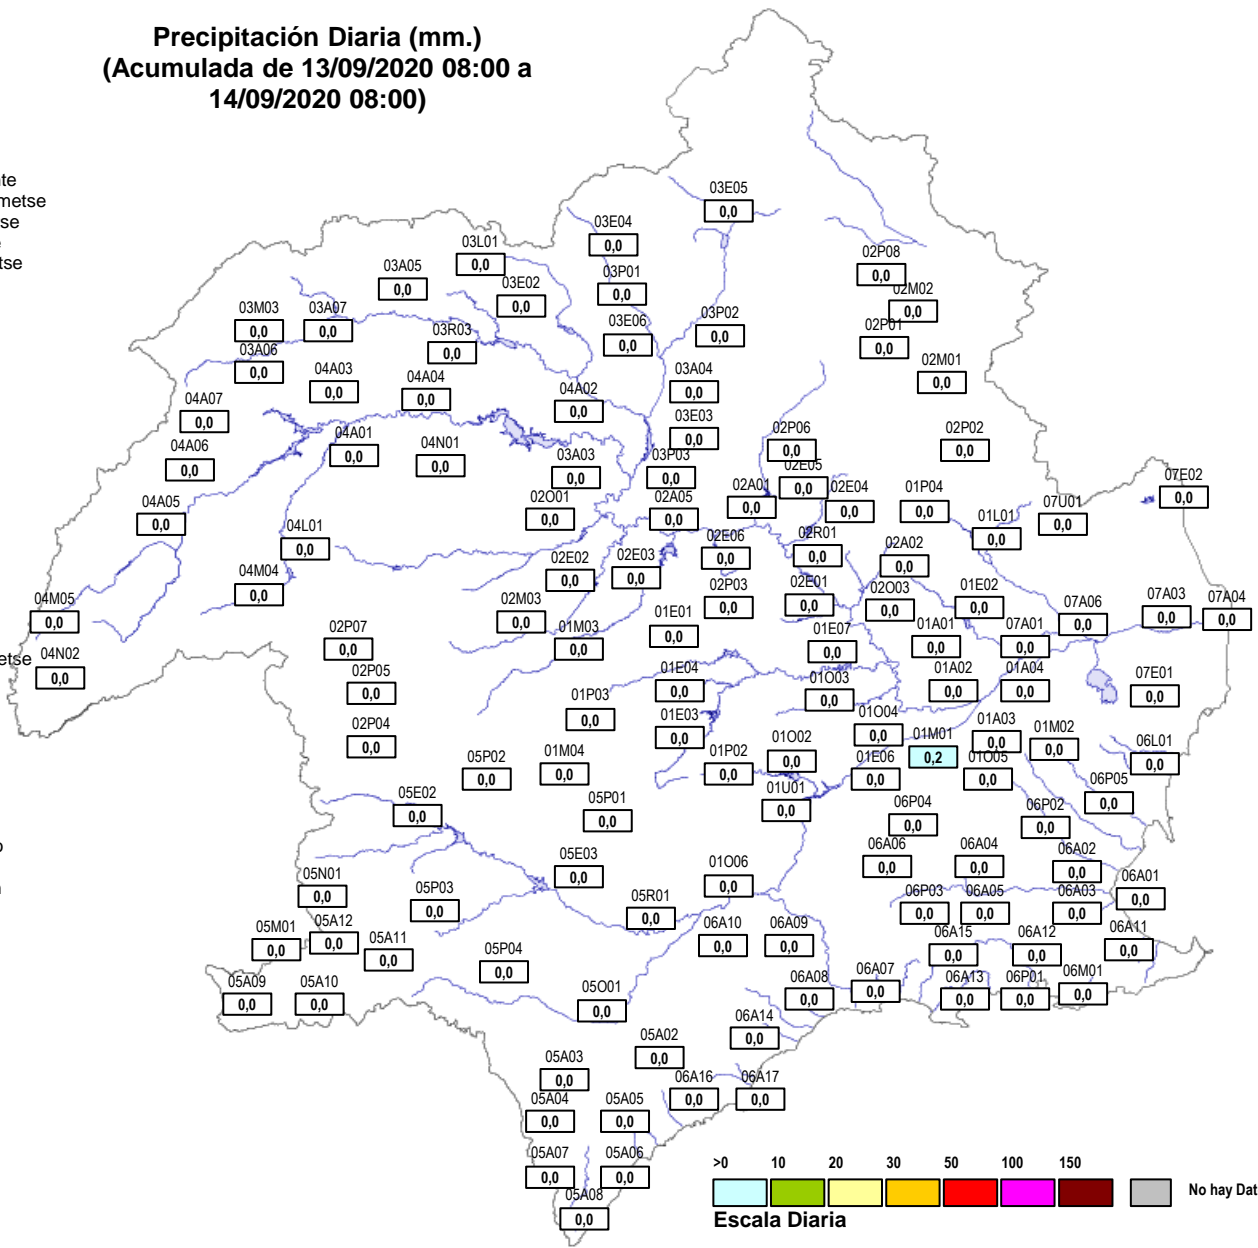 Precipitación Diaria (mm.)
(Acumulada de 13/09/2020 08:00 a
14/09/2020 08:00)
te
metse
se
tse
etse
03E05
0,0
03E04
0,0
03L01
0,0
02P08
0,0
03A05
0,0
03P01
0,0
03E02
0,0
02M02
0,0
03M03
0,0
03A07
0,0
03P02
0,0
03E06
0,0
03R03
0,0
02P01
0,0
03A06
0,0
02M01
0,0
04A03
0,0
04A04
0,0
03A04
0,0
04A02
0,0
04A07
0,0
03E03
0,0
04A01
0,0
02P06
0,0
02P02
0,0
04A06
0,0
04N01
0,0
03A03
0,0
03P03
0,0
02E05
0,0
07E02
0,0
02A01
0,0
02E04
0,0
01P04
0,0
04A05
0,0
02O01
0,0
02A05
0,0
07U01
0,0
01L01
0,0
04L01
0,0
02E06
0,0
02R01
0,0
02A02
0,0
02E02
0,0
02E03
0,0
04M04
0,0
02P03
0,0
02E01
0,0
02O03
0,0
01E02
0,0
04M05
0,0
02M03
0,0
07A06
0,0
07A03
0,0
07A04
0,0
01E01
0,0
01M03
0,0
02P07
0,0
01E07
0,0
01A01
0,0
07A01
0,0
04N02
0,0
02P05
0,0
01E04
0,0
01O03
0,0
01A02
0,0
01A04
0,0
07E01
0,0
01P03
0,0
01E03
0,0
02P04
0,0
01O04
0,0
01M01
0,2
01A03
0,0
01M02
0,0
06L01
0,0
05P02
0,0
01M04
0,0
01P02
0,0
01O02
0,0
01E06
0,0
01O05
0,0
05E02
0,0
05P01
0,0
01U01
0,0
06P05
0,0
06P04
0,0
06P02
0,0
05E03
0,0
06A06
0,0
06A04
0,0
06A02
0,0
05N01
0,0
05P03
0,0
01O06
0,0
06A01
0,0
05R01
0,0
06P03
0,0
06A05
0,0
06A03
0,0
05M01
0,0
05A12
0,0
05A11
0,0
06A10
0,0
06A09
0,0
06A15
0,0
06A12
0,0
06A11
0,0
05P04
0,0
05A09
0,0
05A10
0,0
05O01
0,0
06A08
0,0
06A07
0,0
06A13
0,0
06P01
0,0
06M01
0,0
06A14
0,0
05A02
0,0
05A03
0,0
06A16
0,0
06A17
0,0
05A04
0,0
05A05
0,0
05A07
0,0
05A06
0,0
05A08
0,0
>0 10 20 30 50 100 150
No hay Dat
Escala Diaria